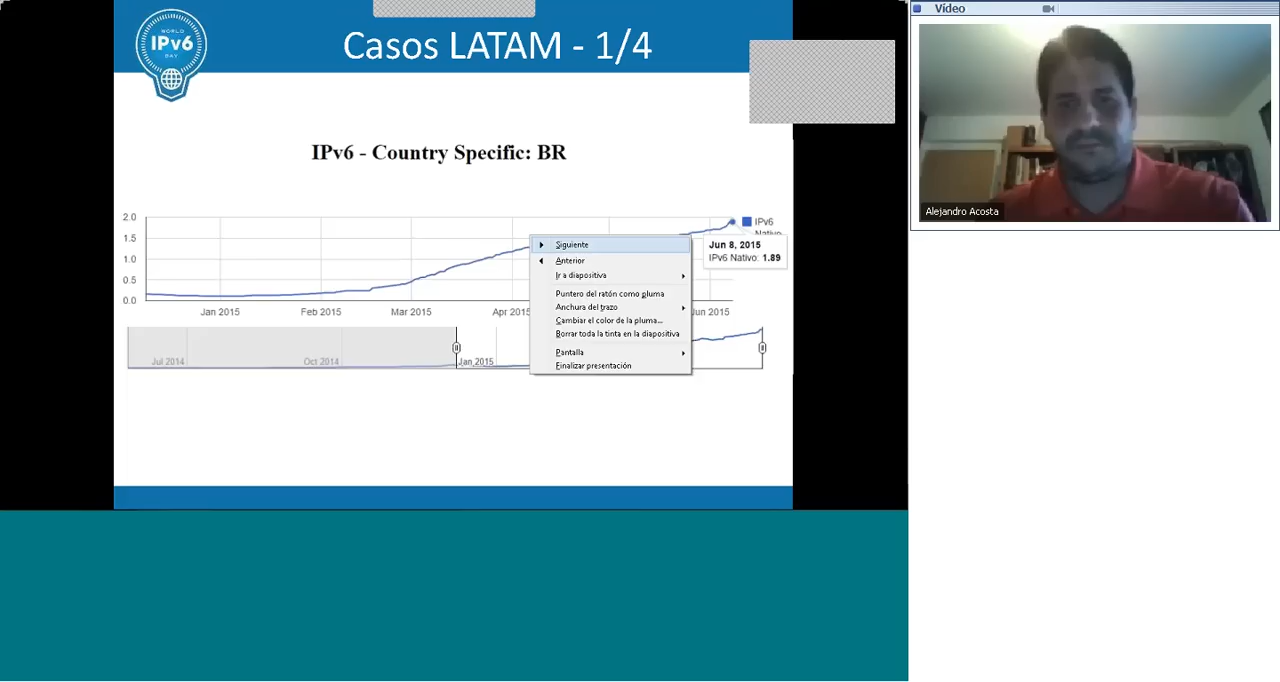 WORLD
IPv6
DAY
Casos LATAM - 1/4
IPv6 - Country Specific: BR
2.0
1.5
1.0
0.5
0.0
Jan 2015
Feb 2015
Mar 2015
Apr 2015
Jun 2015
IPv6
Nativo
Jun 8, 2015
IPv6 Nativo: 1.89
Jul 2014
Oct 2014
Jan 2015
Siguiente
Anterior
Ir a diapositiva
Puntero del ratón como pluma
Anchura del trazo
Cambiar el color de la pluma...
Borrar toda la tinta en la diapositiva
Pantalla
Finalizar presentación
Vídeo
Alejandro Acosta